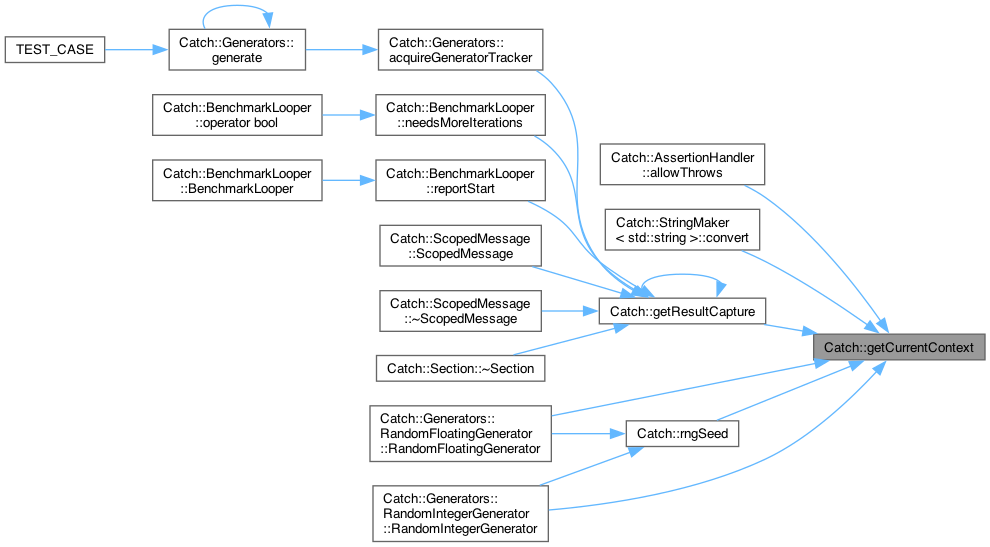 TEST_CASE
Catch::Generators::
generate
Catch::Generators::
acquireGeneratorTracker
Catch::BenchmarkLooper
::operator bool
Catch::BenchmarkLooper
::needsMoreIterations
Catch::BenchmarkLooper
::BenchmarkLooper
Catch::BenchmarkLooper
::reportStart
Catch::ScopedMessage
::ScopedMessage
Catch::ScopedMessage
::~ScopedMessage
Catch::Section::~Section
Catch::Generators::
RandomFloatingGenerator
::RandomFloatingGenerator
Catch::Generators::
RandomIntegerGenerator
::RandomIntegerGenerator
Catch::AssertionHandler
::allowThrows
Catch::StringMaker
< std::string >::convert
Catch::getResultCapture
Catch::rngSeed
Catch::getCurrentContext